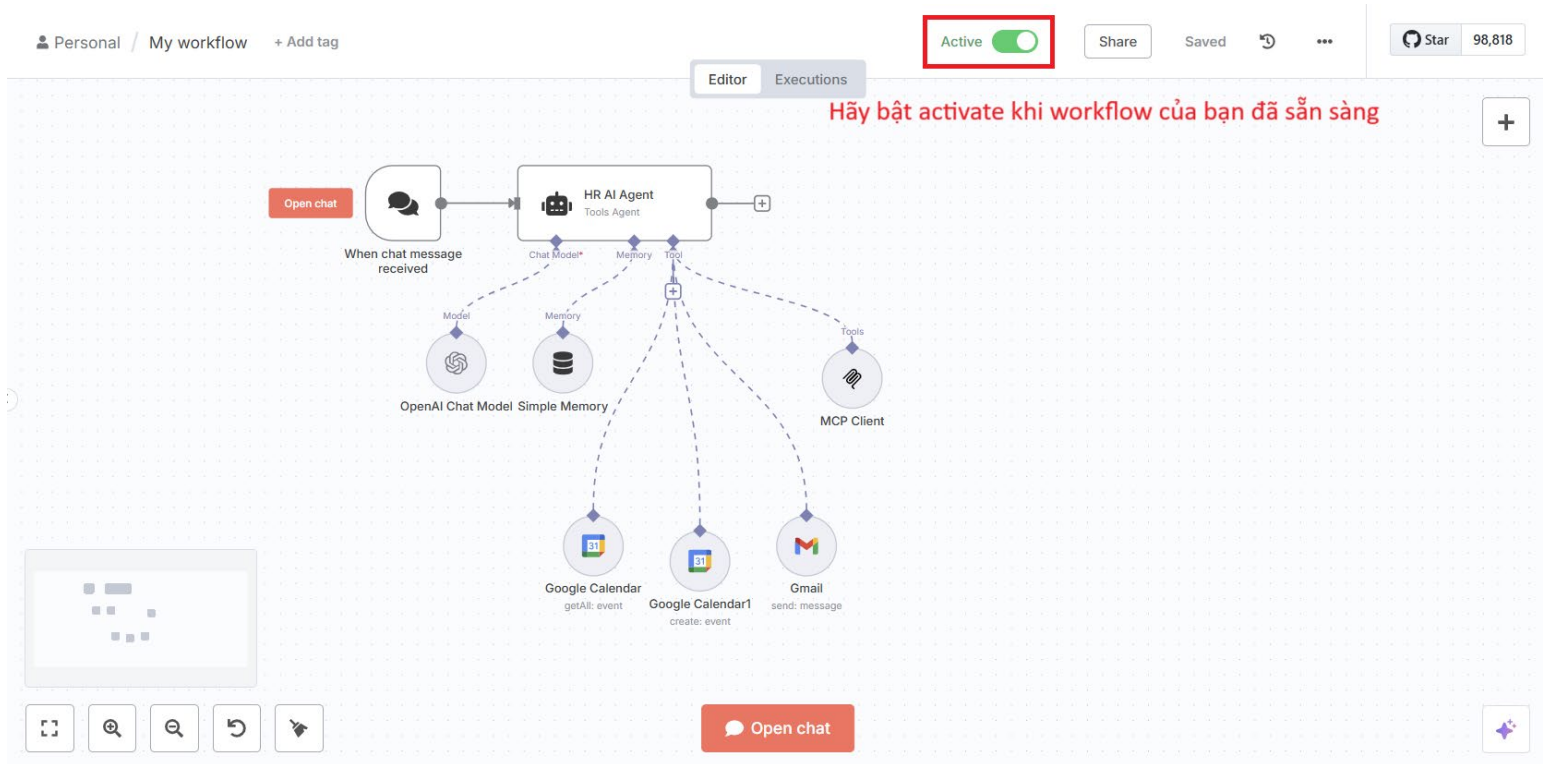 Personal / My workflow + Add tag
Active
Share
Saved
Star 98,818
Editor Executions
Hãy bật activate khi workflow của bạn đã sẵn sàng
Open chat
When chat message
received
HR AI Agent
Tools Agent
Chat Model*
Memory
Tool
Model
Memory
Tools
OpenAI Chat Model
Simple Memory
MCP Client
31
Google Calendar
getAll: event
31
Google Calendar1
create: event
Gmail
send: message
Open chat